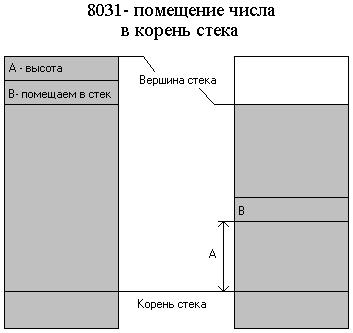 8031- помещение числа
в корень стека
А - высота
Вершина стека
В- помещаем в стек
В
А
Корень стека